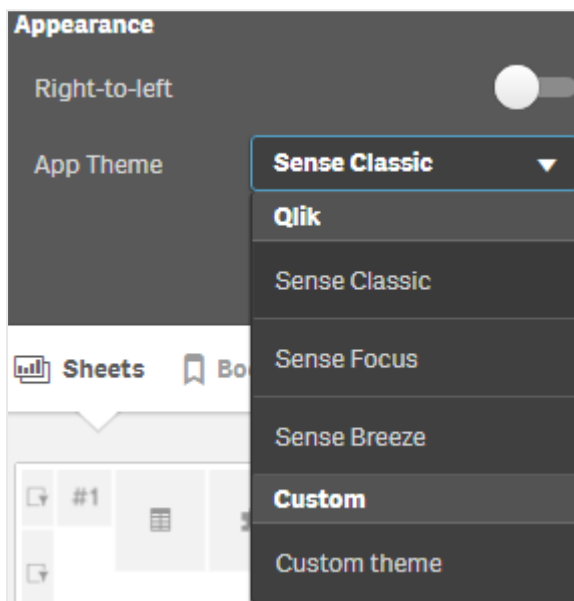 Appearance
Right-to-left
App Theme
Sense Classic
Qlik
Sense Classic
Sense Focus
Sense Breeze
Custom
Custom theme
Sheets
#1